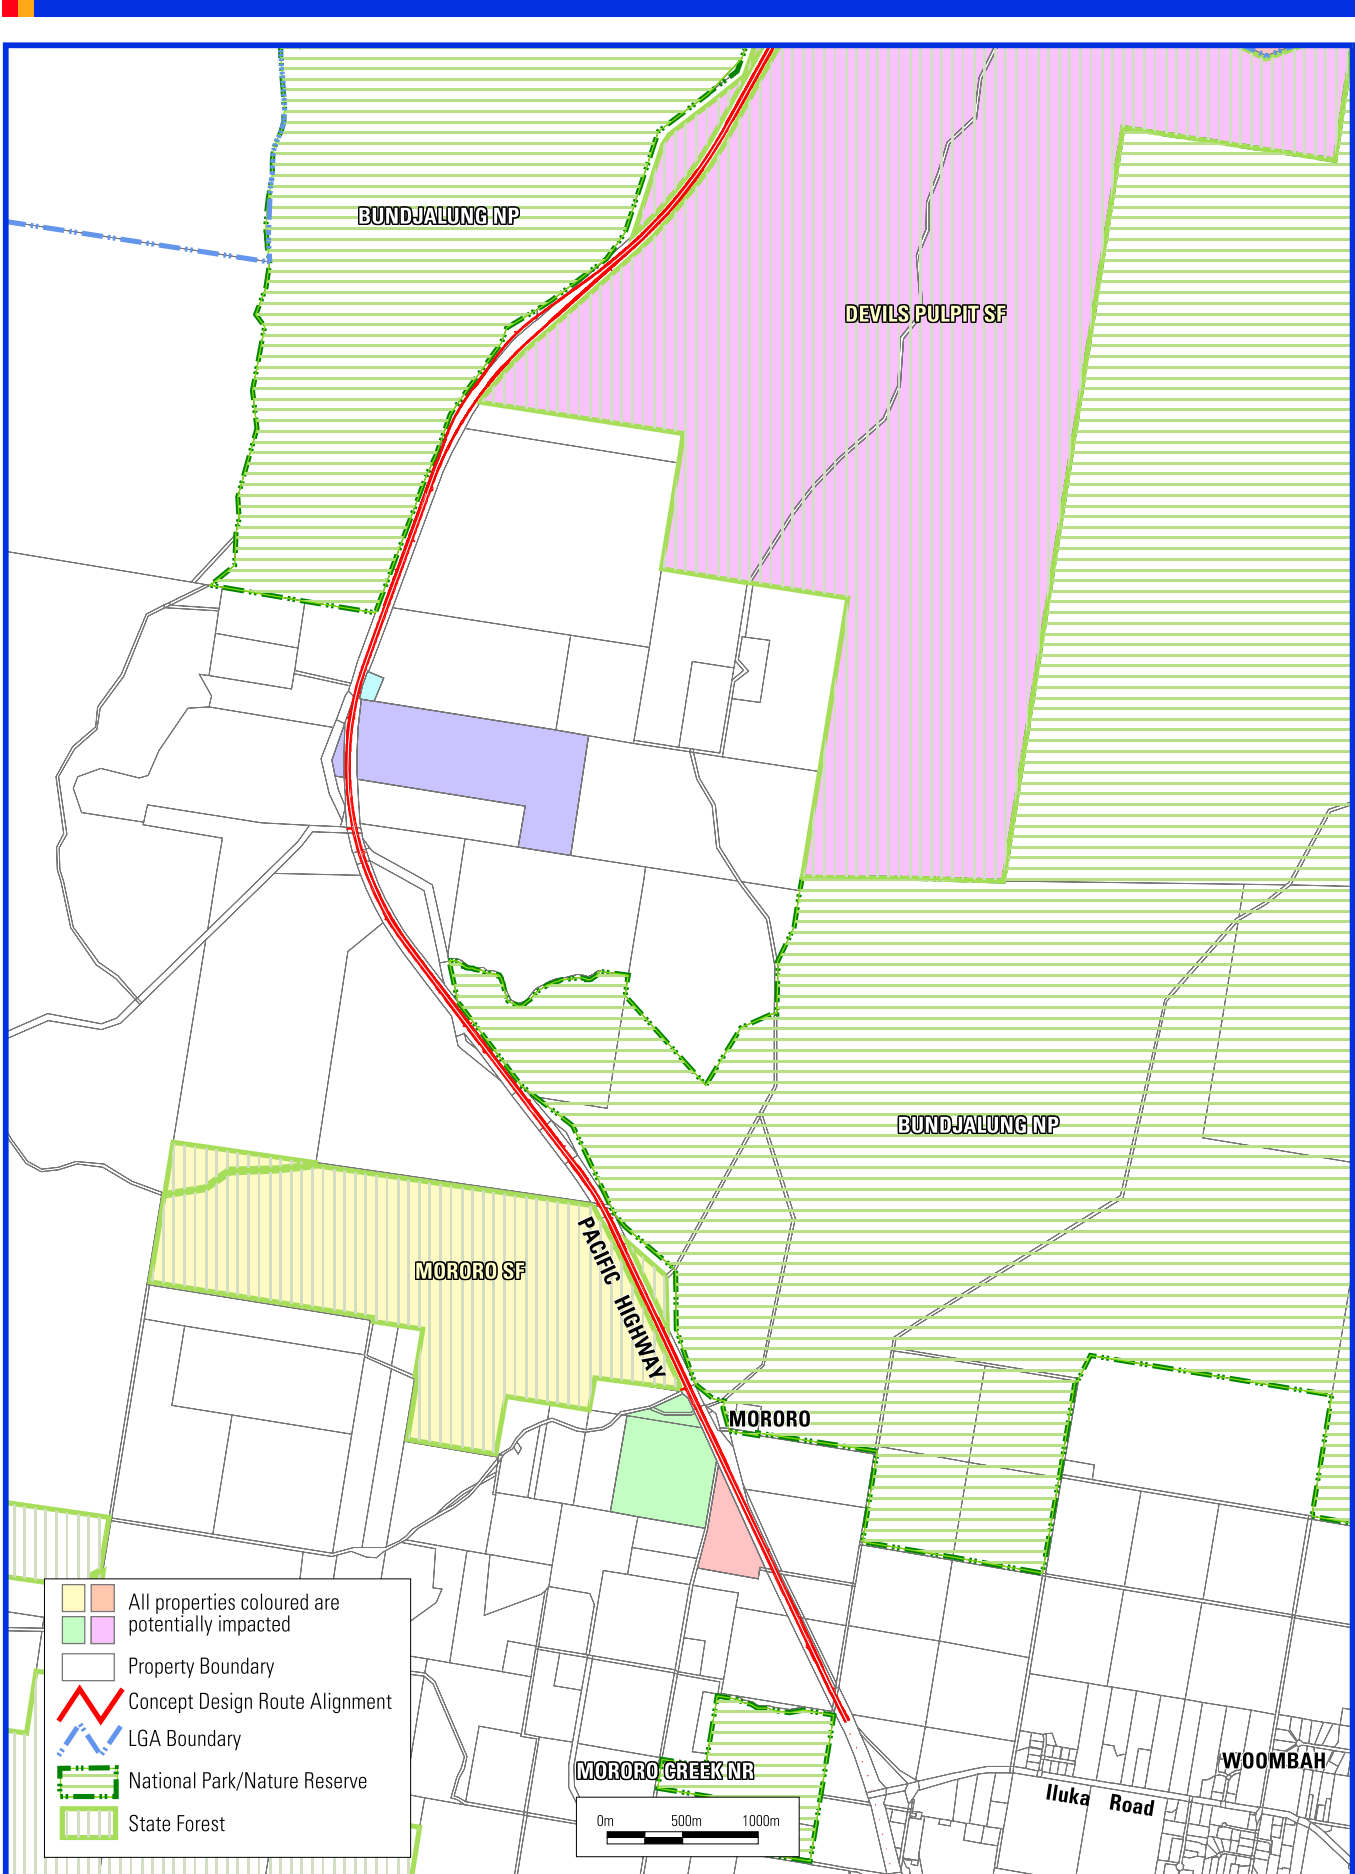 BUNDJALUNG NP
DEVILS PULPIT SF
BUNDJALUNG NP
PACIFIC HIGHWAY
MORORO SF
MORORO
All properties coloured are
potentially impacted
Property Boundary
Concept Design Route Alignment
LGA Boundary
National Park/Nature Reserve
State Forest
MORORO CREEK NR
0m 500m 1000m
WOOMBAH
Iluka Road